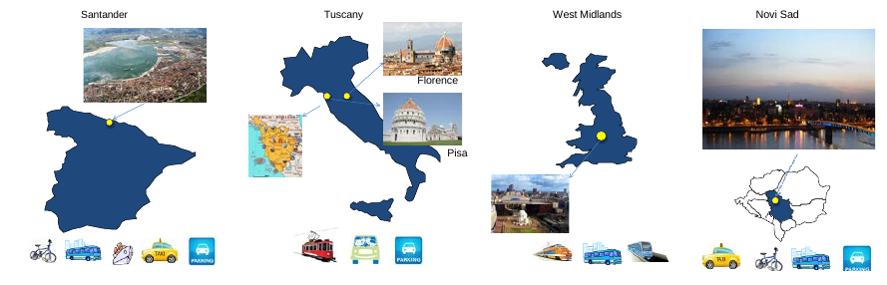 Santander
Tuscany
West Midlands
Novi Sad
Florence
Pisa
TAXI
PARKING
PARKING
TAXI
PARKING